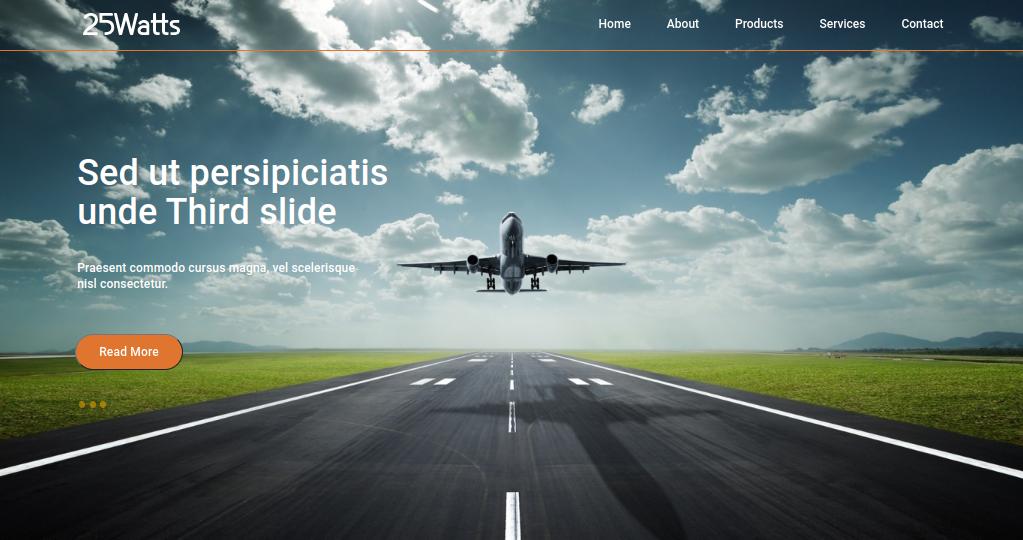 25Watts
Home About Products Services Contact
Sed ut persipiciatis
unde Third slide
Praesent commodo cursus magna, vel scelerisque
nisl consectetur.
Read More